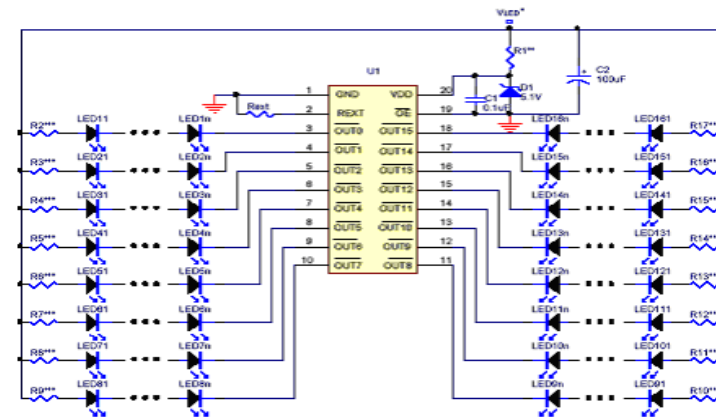 VLED*
R1**
U1
C2
100uF
D1
5.1V
C1
0.1uF
1 GND VDD 20
Rext 2 REXT OE 19
R2*** LED11 LED1n 3 OUT0 OUT15 18 LED16n LED161 R17***
R3*** LED21 LED2n 4 OUT1 OUT14 17 LED15n LED151 R16***
R4*** LED31 LED3n 5 OUT2 OUT13 16 LED14n LED141 R15***
R5*** LED41 LED4n 6 OUT3 OUT12 15 LED13n LED131 R14***
R6*** LED51 LED5n 7 OUT4 OUT11 14 LED12n LED121 R13***
R7*** LED61 LED6n 8 OUT5 OUT10 13 LED11n LED111 R12***
R8*** LED71 LED7n 9 OUT6 OUT9 12 LED10n LED101 R11***
R9*** LED81 LED8n 10 OUT7 OUT8 11 LED9n LED91 R10***